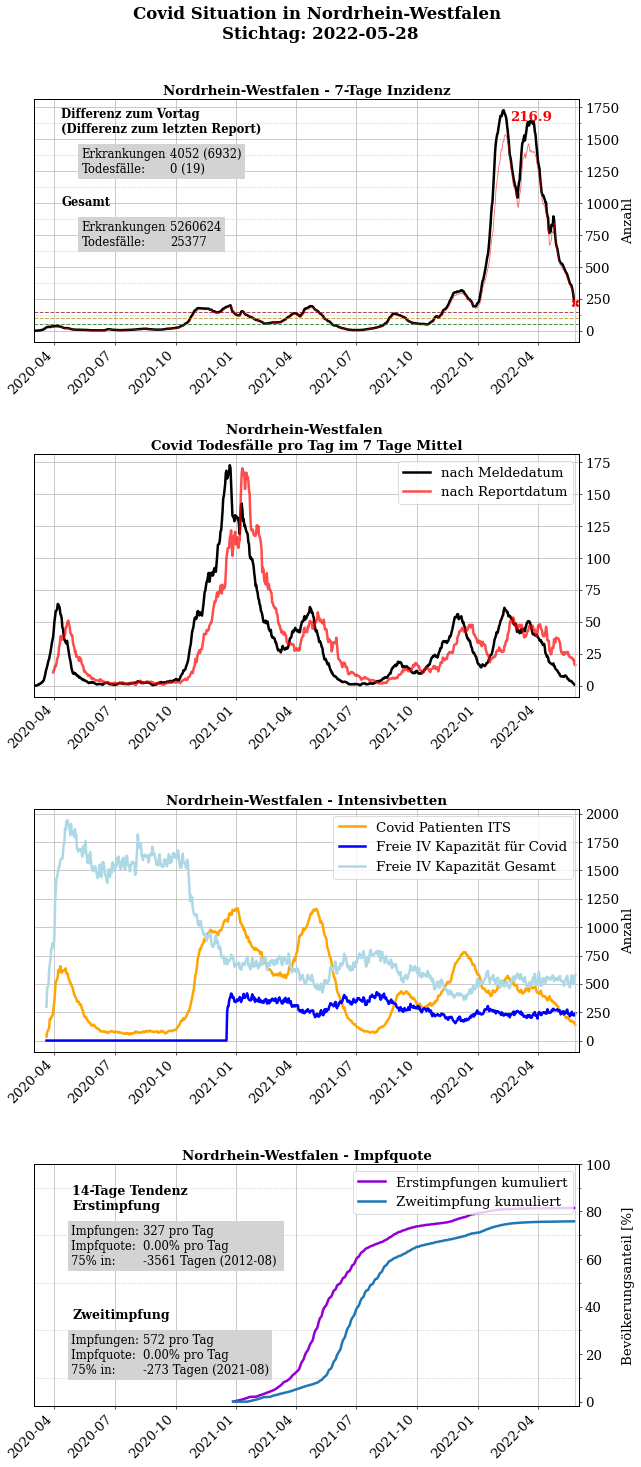 Covid Situation in Nordrhein-Westfalen
Stichtag: 2022-05-28
Nordrhein-Westfalen - 7-Tage Inzidenz
Differenz zum Vortag
(Differenz zum letzten Report)
Erkrankungen 4052 (6932)
Todesfälle: 0 (19)
Gesamt
Erkrankungen 5260624
Todesfälle: 25377
216.9
1750
1500
1250
1000
750
500
250
0
Anzahl
2020-04 2020-07 2020-10 2021-01 2021-04 2021-07 2021-10 2022-01 2022-04
Nordrhein-Westfalen
Covid Todesfälle pro Tag im 7 Tage Mittel
nach Meldedatum
nach Reportdatum
175
150
125
100
75
50
25
0
2020-04 2020-07 2020-10 2021-01 2021-04 2021-07 2021-10 2022-01 2022-04
Nordrhein-Westfalen - Intensivbetten
Covid Patienten ITS
Freie IV Kapazität für Covid
Freie IV Kapazität Gesamt
2000
1750
1500
1250
1000
750
500
250
0
Anzahl
2020-04 2020-07 2020-10 2021-01 2021-04 2021-07 2021-10 2022-01 2022-04
Nordrhein-Westfalen - Impfquote
14-Tage Tendenz
Erstimpfung
Impfungen: 327 pro Tag
Impfquote: 0.00% pro Tag
75% in: -3561 Tagen (2012-08)
Zweitimpfung
Impfungen: 572 pro Tag
Impfquote: 0.00% pro Tag
75% in: -273 Tagen (2021-08)
Erstimpfungen kumuliert
Zweitimpfung kumuliert
100
80
60
40
20
0
Bevölkerungsanteil [%]
2020-04 2020-07 2020-10 2021-01 2021-04 2021-07 2021-10 2022-01 2022-04